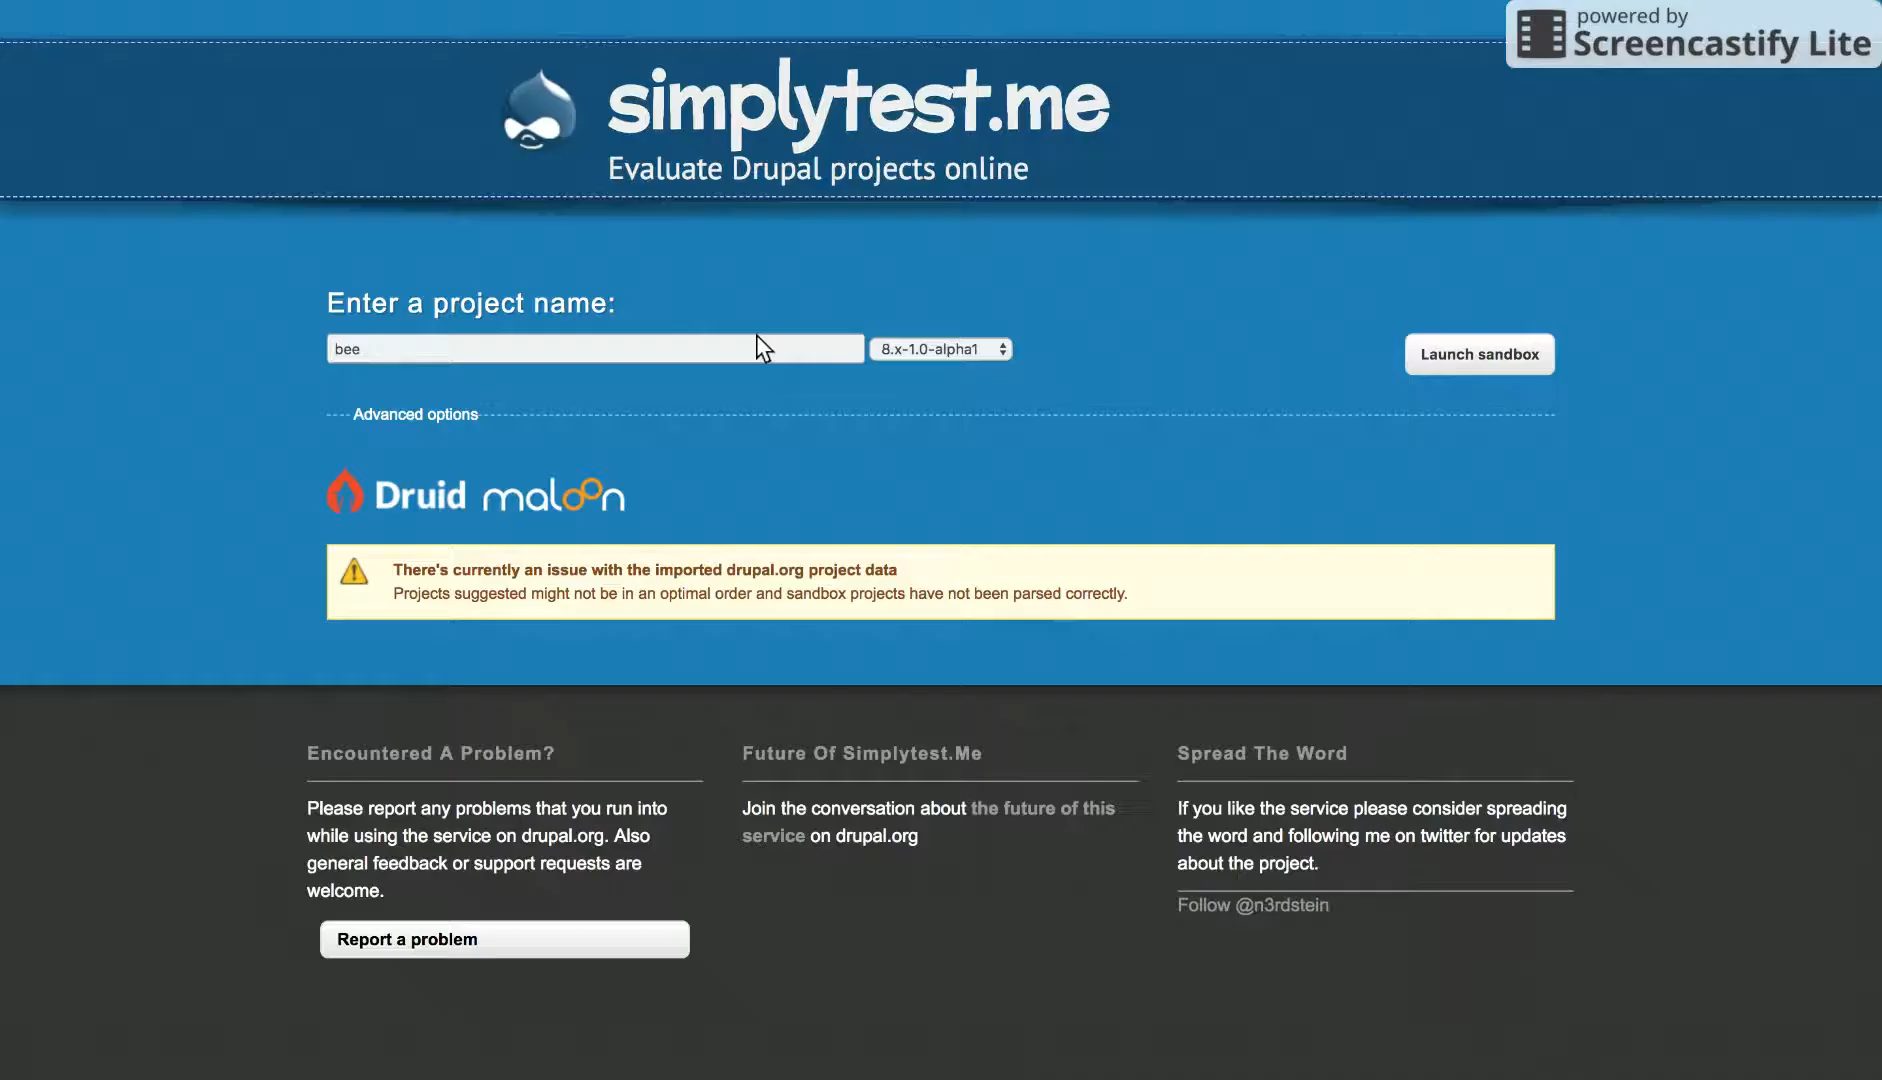 powered by
Screencastify Lite
simplytest.me
Evaluate Drupal projects online
Enter a project name:
bee
8.x-1.0-alpha1
Launch sandbox
Advanced options
Druid maloon
There's currently an issue with the imported drupal.org project data
Projects suggested might not be in an optimal order and sandbox projects have not been parsed correctly.
Encountered A Problem?
Please report any problems that you run into
while using the service on drupal.org. Also
general feedback or support requests are
welcome.
Report a problem
Future Of Simplytest.Me
Join the conversation about the future of this
service on drupal.org
Spread The Word
If you like the service please consider spreading
the word and following me on twitter for updates
about the project.
Follow @n3rdstein